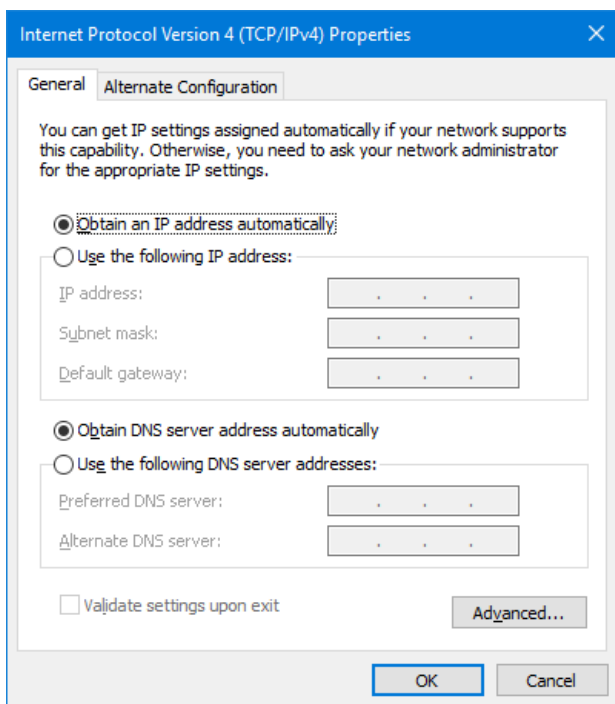 Internet Protocol Version 4 (TCP/IPv4) Properties
General
Alternate Configuration
You can get IP settings assigned automatically if your network supports
this capability. Otherwise, you need to ask your network administrator
for the appropriate IP settings.
Obtain an IP address automatically
Use the following IP address:
IP address:
Subnet mask:
Default gateway:
Obtain DNS server address automatically
Use the following DNS server addresses:
Preferred DNS server:
Alternate DNS server:
Validate settings upon exit
Advanced...
OK
Cancel